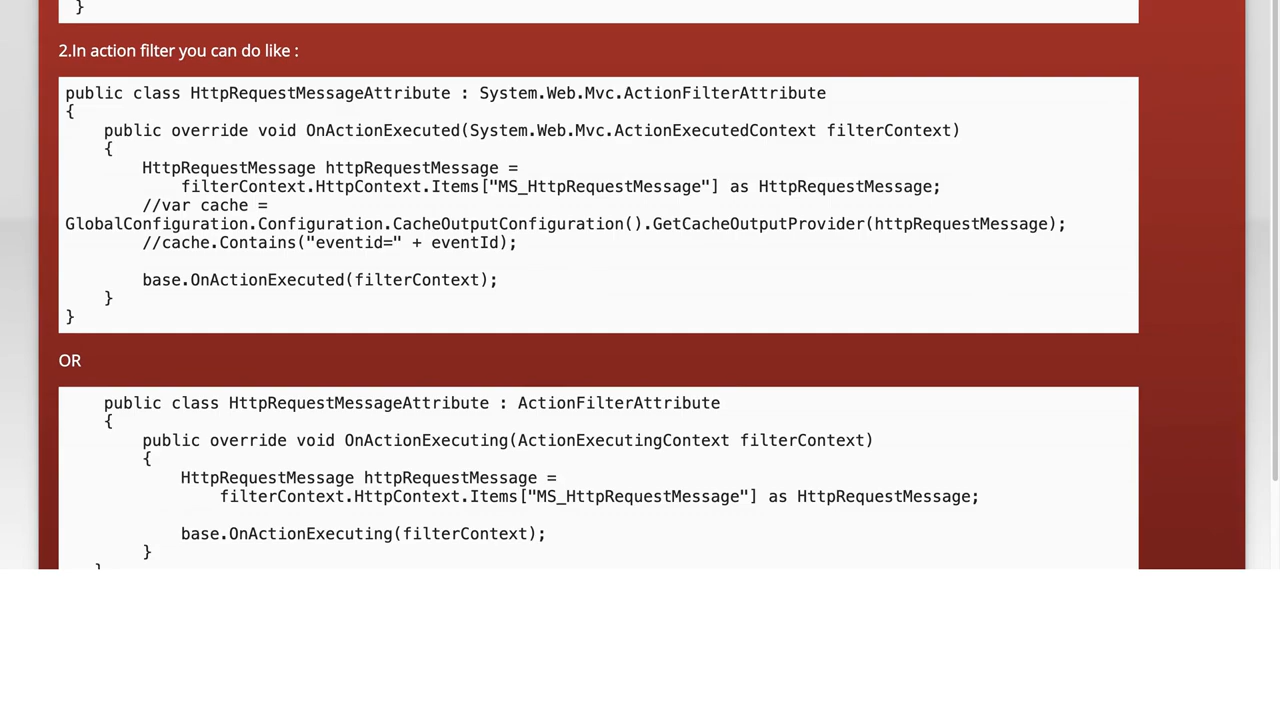 }
2.In action filter you can do like :
public class HttpRequestMessageAttribute : System.Web.Mvc.ActionFilterAttribute
{
public override void OnActionExecuted(System.Web.Mvc.ActionExecutedContext filterContext)
{
HttpRequestMessage httpRequestMessage =
filterContext.HttpContext.Items["MS_HttpRequestMessage"] as HttpRequestMessage;
//var cache =
GlobalConfiguration.Configuration.CacheOutputConfiguration().GetCacheOutputProvider(httpRequestMessage);
//cache.Contains("eventid=" + eventId);
base.OnActionExecuted(filterContext);
}
}
OR
public class HttpRequestMessageAttribute : ActionFilterAttribute
{
public override void OnActionExecuting(ActionExecutingContext filterContext)
{
HttpRequestMessage httpRequestMessage =
filterContext.HttpContext.Items["MS_HttpRequestMessage"] as HttpRequestMessage;
base.OnActionExecuting(filterContext);
}
}